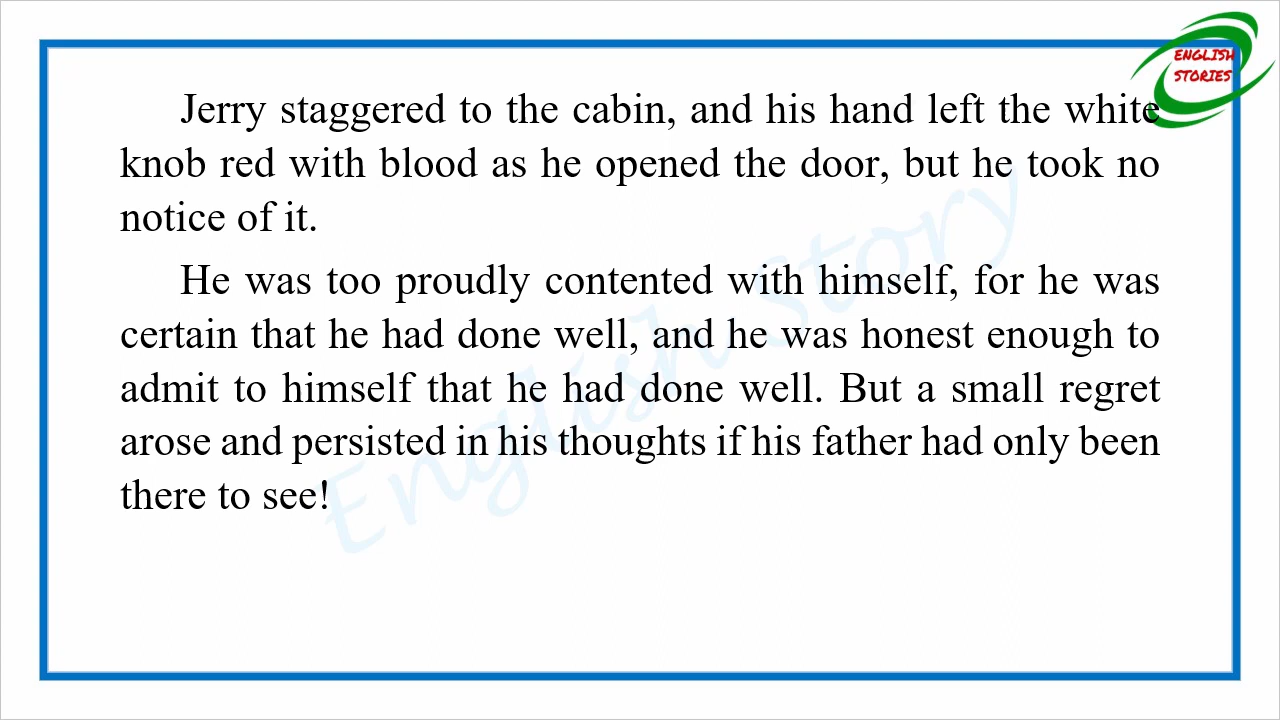 ENGLISH
STORIES
Jerry staggered to the cabin, and his hand left the white
knob red with blood as he opened the door, but he took no
notice of it.
He was too proudly contented with himself, for he was
certain that he had done well, and he was honest enough to
admit to himself that he had done well. But a small regret
arose and persisted in his thoughts if his father had only been
there to see!
English Story